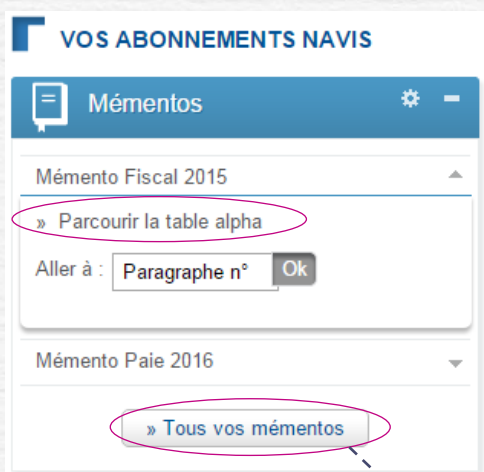 VOS ABONNEMENTS NAVIS
Mémentos
Mémento Fiscal 2015
» Parcourir la table alpha
Aller à : Paragraphe n° Ok
Mémento Paie 2016
» Tous vos mémentos